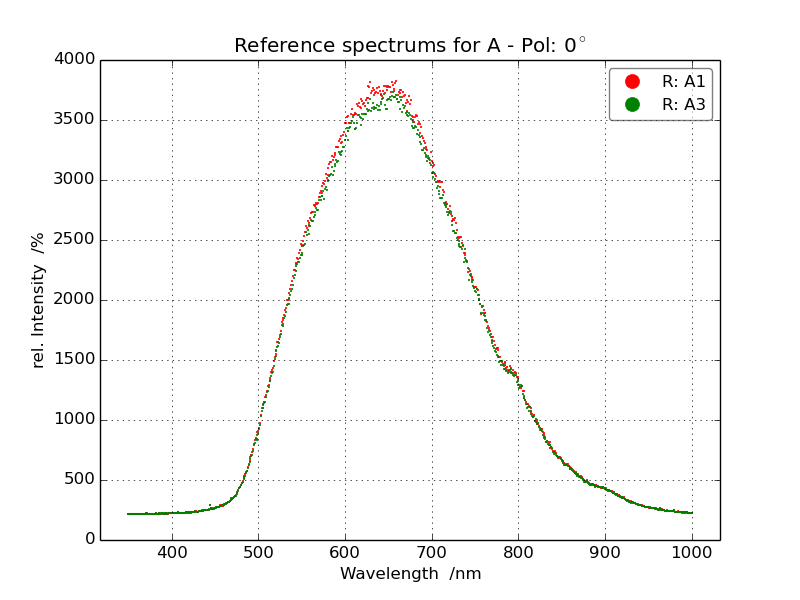 Reference spectrums for A - Pol: 0°
R: A1
R: A3
4000
3500
3000
2500
2000
1500
1000
500
0
rel. Intensity /%
400 500 600 700 800 900 1000
Wavelength /nm